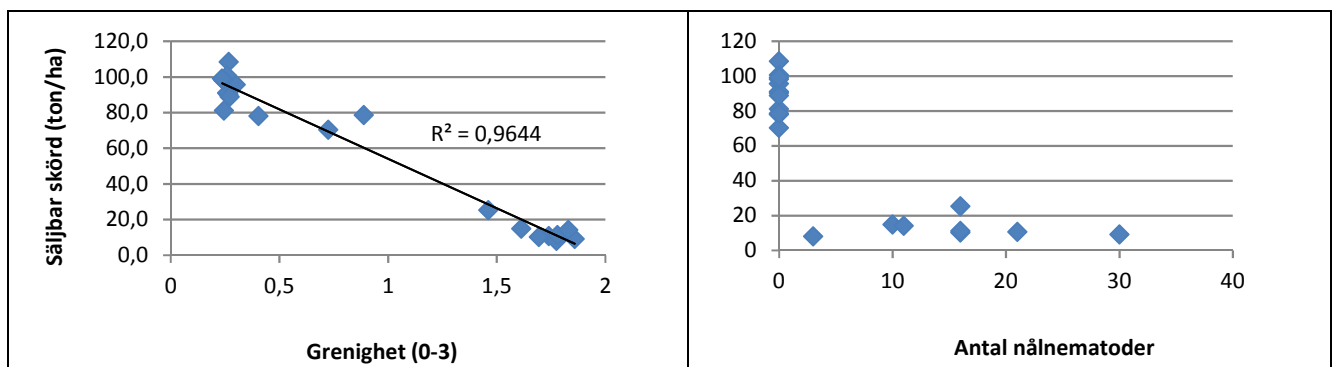 Säljbar skörd (ton/ha)
120,0
100,0
80,0
60,0
40,0
20,0
0,0
R² = 0,9644
0 0,5 1 1,5 2
Grenighet (0-3)
120
100
80
60
40
20
0
0 10 20 30 40
Antal nålnematoder